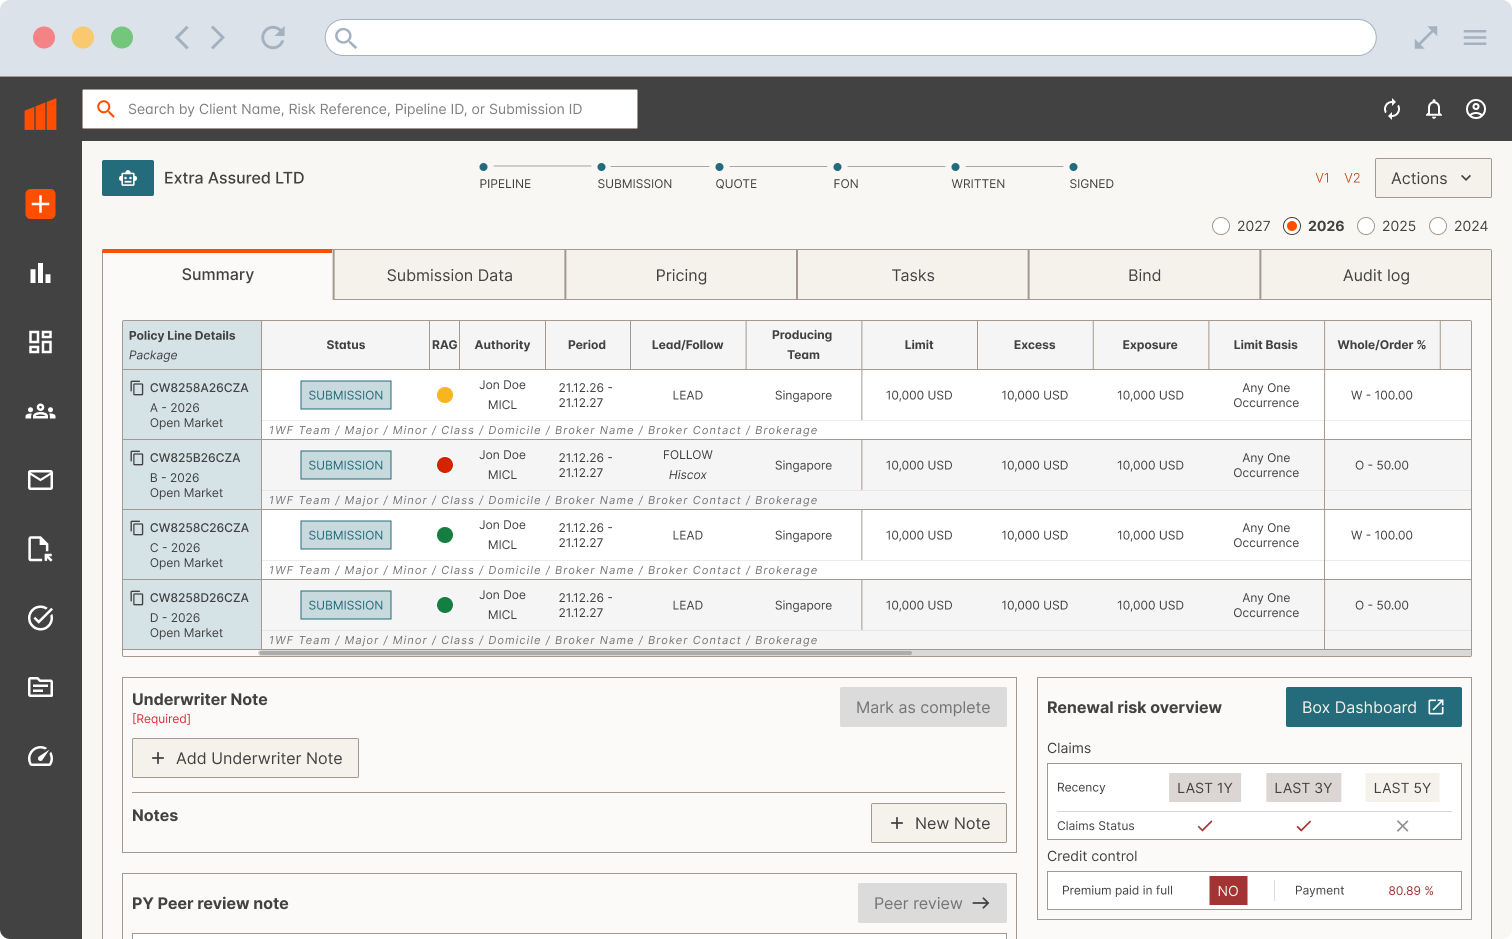 Search by Client Name, Risk Reference, Pipeline ID, or Submission ID
Extra Assured LTD
PIPELINE
SUBMISSION
QUOTE
FON
WRITTEN
SIGNED
V1 V2
Actions
2027 2026 2025 2024
Summary
Submission Data
Pricing
Tasks
Bind
Audit log
Policy Line Details
Package
Status
RAG
Authority
Period
Lead/Follow
Producing
Team
Limit
Excess
Exposure
Limit Basis
Whole/Order %
CW8258A26CZA
A - 2026
Open Market
SUBMISSION
Jon Doe
MICL
21.12.26 -
21.12.27
LEAD
Singapore
10,000 USD
10,000 USD
10,000 USD
Any One
Occurrence
W - 100.00
1WF Team / Major / Minor / Class / Domicile / Broker Name / Broker Contact / Brokerage
CW825B26CZA
B - 2026
Open Market
SUBMISSION
Jon Doe
MICL
21.12.26 -
21.12.27
FOLLOW
Hiscox
Singapore
10,000 USD
10,000 USD
10,000 USD
Any One
Occurrence
O - 50.00
1WF Team / Major / Minor / Class / Domicile / Broker Name / Broker Contact / Brokerage
CW8258C26CZA
C - 2026
Open Market
SUBMISSION
Jon Doe
MICL
21.12.26 -
21.12.27
LEAD
Singapore
10,000 USD
10,000 USD
10,000 USD
Any One
Occurrence
W - 100.00
1WF Team / Major / Minor / Class / Domicile / Broker Name / Broker Contact / Brokerage
CW8258D26CZA
D - 2026
Open Market
SUBMISSION
Jon Doe
MICL
21.12.26 -
21.12.27
LEAD
Singapore
10,000 USD
10,000 USD
10,000 USD
Any One
Occurrence
O - 50.00
1WF Team / Major / Minor / Class / Domicile / Broker Name / Broker Contact / Brokerage
Underwriter Note
[Required]
Mark as complete
Add Underwriter Note
Notes
New Note
PY Peer review note
Peer review
Renewal risk overview
Box Dashboard
Claims
Recency
LAST 1Y
LAST 3Y
LAST 5Y
Claims Status
Credit control
Premium paid in full
NO
Payment
80.89 %